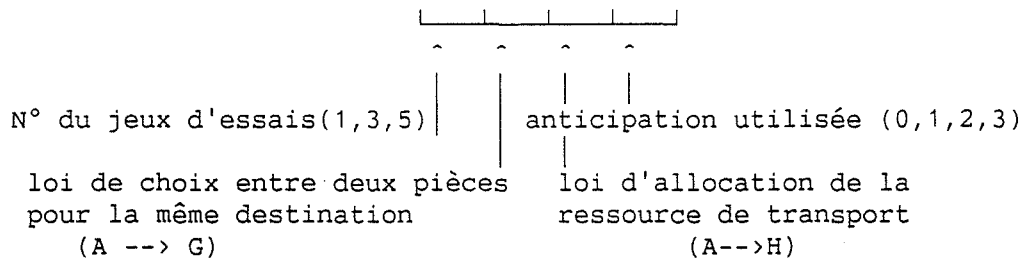 N° du jeux d'essais(1,3,5) anticipation utilisée (0,1,2,3)
loi de choix entre deux pièces loi d'allocation de la
pour la même destination ressource de transport
(A --> G) (A-->H)